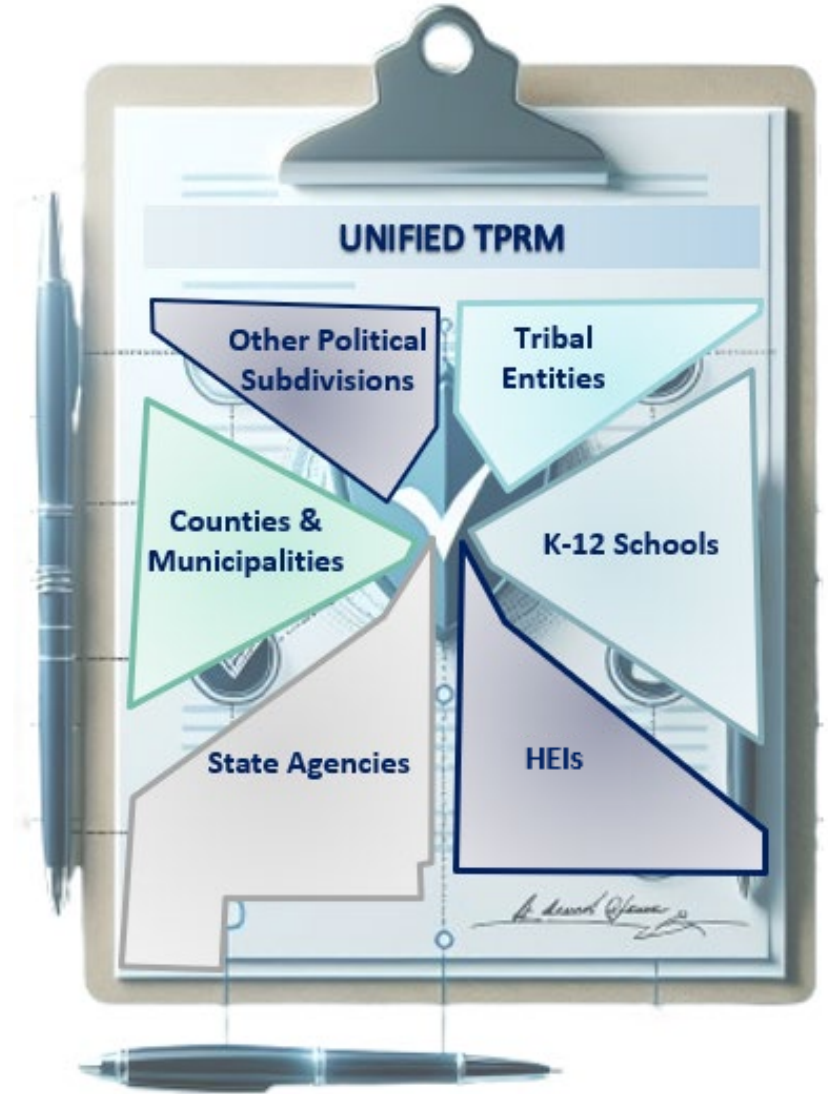 UNIFIED TPRM
Other Political
Subdivisions
Tribal
Entities
Counties &
Municipalities
K-12 Schools
State Agencies
HEIs